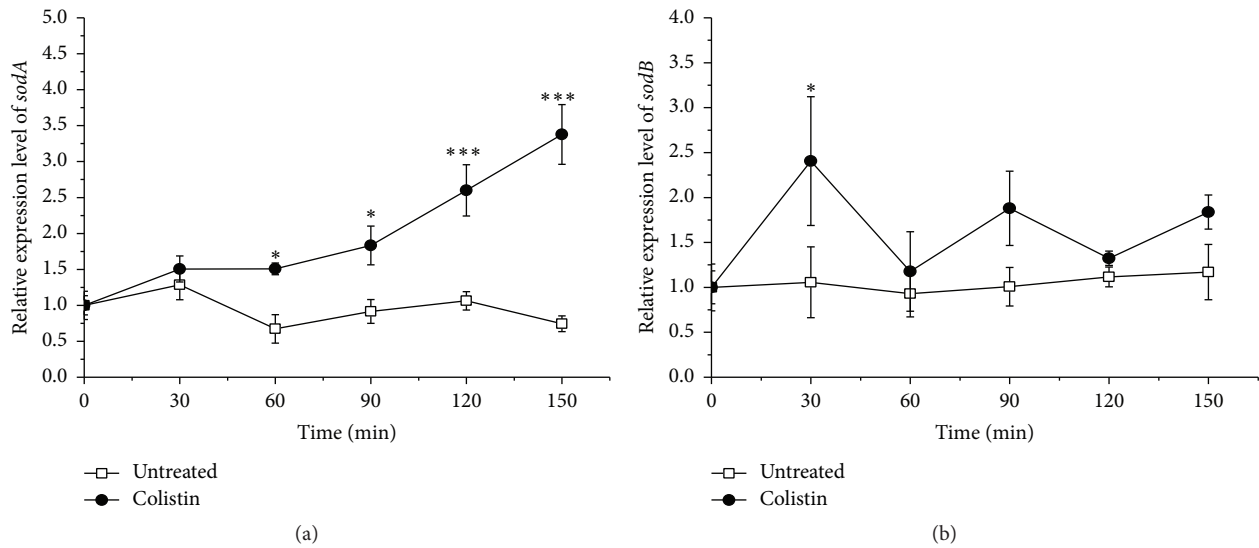 Relative expression level of sodA
5.0
4.5
4.0
3.5
3.0
2.5
2.0
1.5
1.0
0.5
0.0
***
***
*
*
0 30 60 90 120 150
Time (min)
Untreated
Colistin
(a)
Relative expression level of sodB
4.0
3.5
3.0
2.5
2.0
1.5
1.0
0.5
0.0
*
0 30 60 90 120 150
Time (min)
Untreated
Colistin
(b)